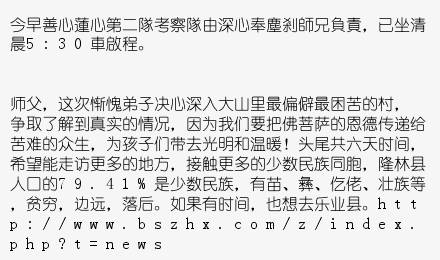 今早善心蓮心第二隊考察隊由深心奉塵剎師兄負責，已坐清
晨5：30車啟程。
师父，这次惭愧弟子决心深入大山里最偏僻最困苦的村，
争取了解到真实的情况，因为我们要把佛菩萨的恩德传递给
苦难的众生，为孩子们带去光明和温暖！头尾共六天时间，
希望能走访更多的地方，接触更多的少数民族同胞，隆林县
人口的79．41％是少数民族，有苗、彝、仡佬、壮族等
，贫穷，边远，落后。如果有时间，也想去乐业县。htt
p://www.bszhx.com/z/index.
php?t=news